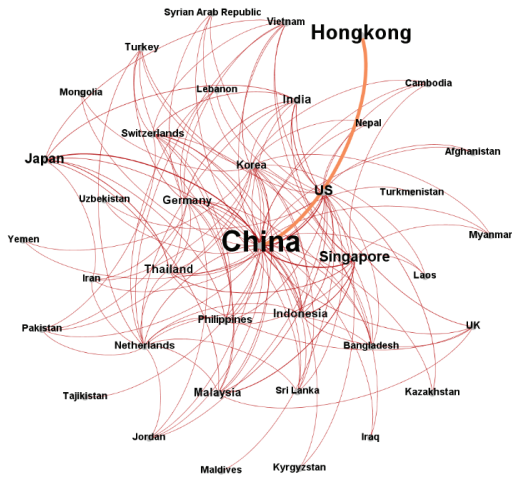 Syrian Arab Republic
Vietnam
Hongkong
Turkey
Cambodia
Lebanon
Mongolia
India
Nepal
Switzerlands
Afghanistan
Japan
Korea
US
Turkmenistan
Uzbekistan
Germany
Myanmar
Yemen
China
Singapore
Thailand
Laos
Iran
Indonesia
Philippines
Pakistan
UK
Netherlands
Bangladesh
Malaysia
Sri Lanka
Kazakhstan
Tajikistan
Jordan
Iraq
Maldives
Kyrgyzstan